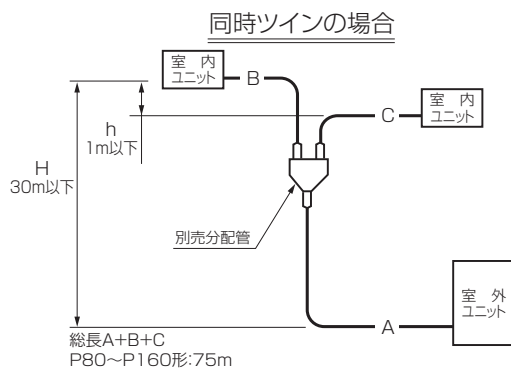 同時ツインの場合
室 内
ユニット
B
h
1m以下
C
室 内
ユニット
H
30m以下
別売分配管
室 外
ユニット
A
総長A+B+C
P80～P160形:75m